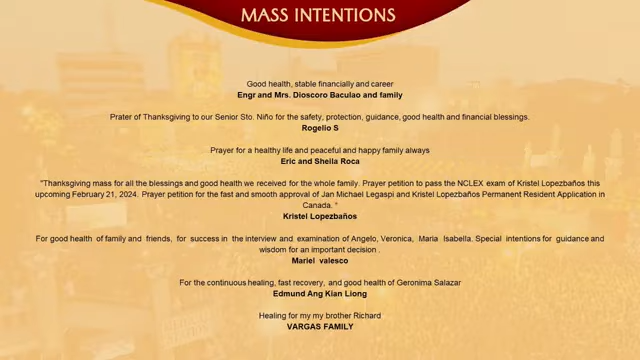 MASS INTENTIONS
Good health, stable financially and career
Engr and Mrs. Dioscoro Baculao and family
Prater of Thanksgiving to our Senior Sto. Niño for the safety, protection, guidance, good health and financial blessings.
Rogelio S
Prayer for a healthy life and peaceful and happy family always
Eric and Sheila Roca
"Thanksgiving mass for all the blessings and good health we received for the whole family. Prayer petition to pass the NCLEX exam of Kristel Lopezbaños this
upcoming February 21, 2024. Prayer petition for the fast and smooth approval of Jan Michael Legaspi and Kristel Lopezbaños Permanent Resident Application in
Canada. "
Kristel Lopezbaños
For good health of family and friends, for success in the interview and examination of Angelo, Veronica, Maria Isabella. Special intentions for guidance and
wisdom for an important decision .
Mariel valesco
For the continuous healing, fast recovery, and good health of Geronima Salazar
Edmund Ang Kian Liong
Healing for my my brother Richard
VARGAS FAMILY